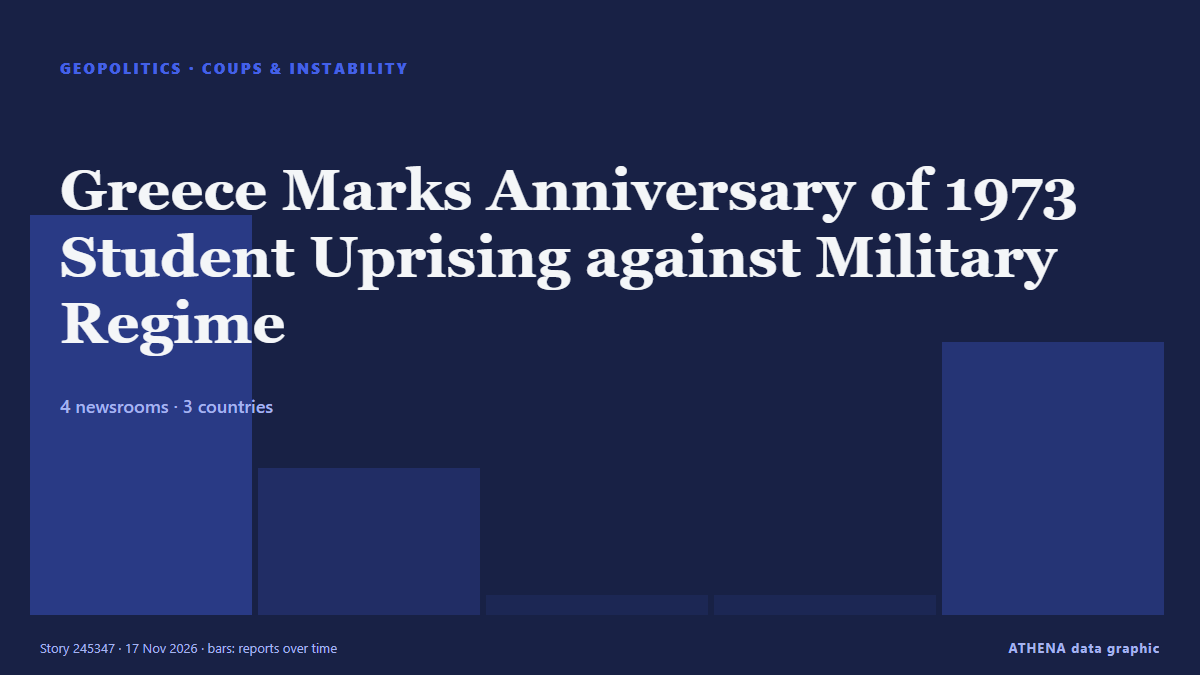 GEOPOLITICS · COUPS & INSTABILITY
Greece Marks Anniversary of 1973
Student Uprising against Military
Regime
4 newsrooms · 3 countries
Story 245347 · 17 Nov 2026 · bars: reports over time
ATHENA data graphic